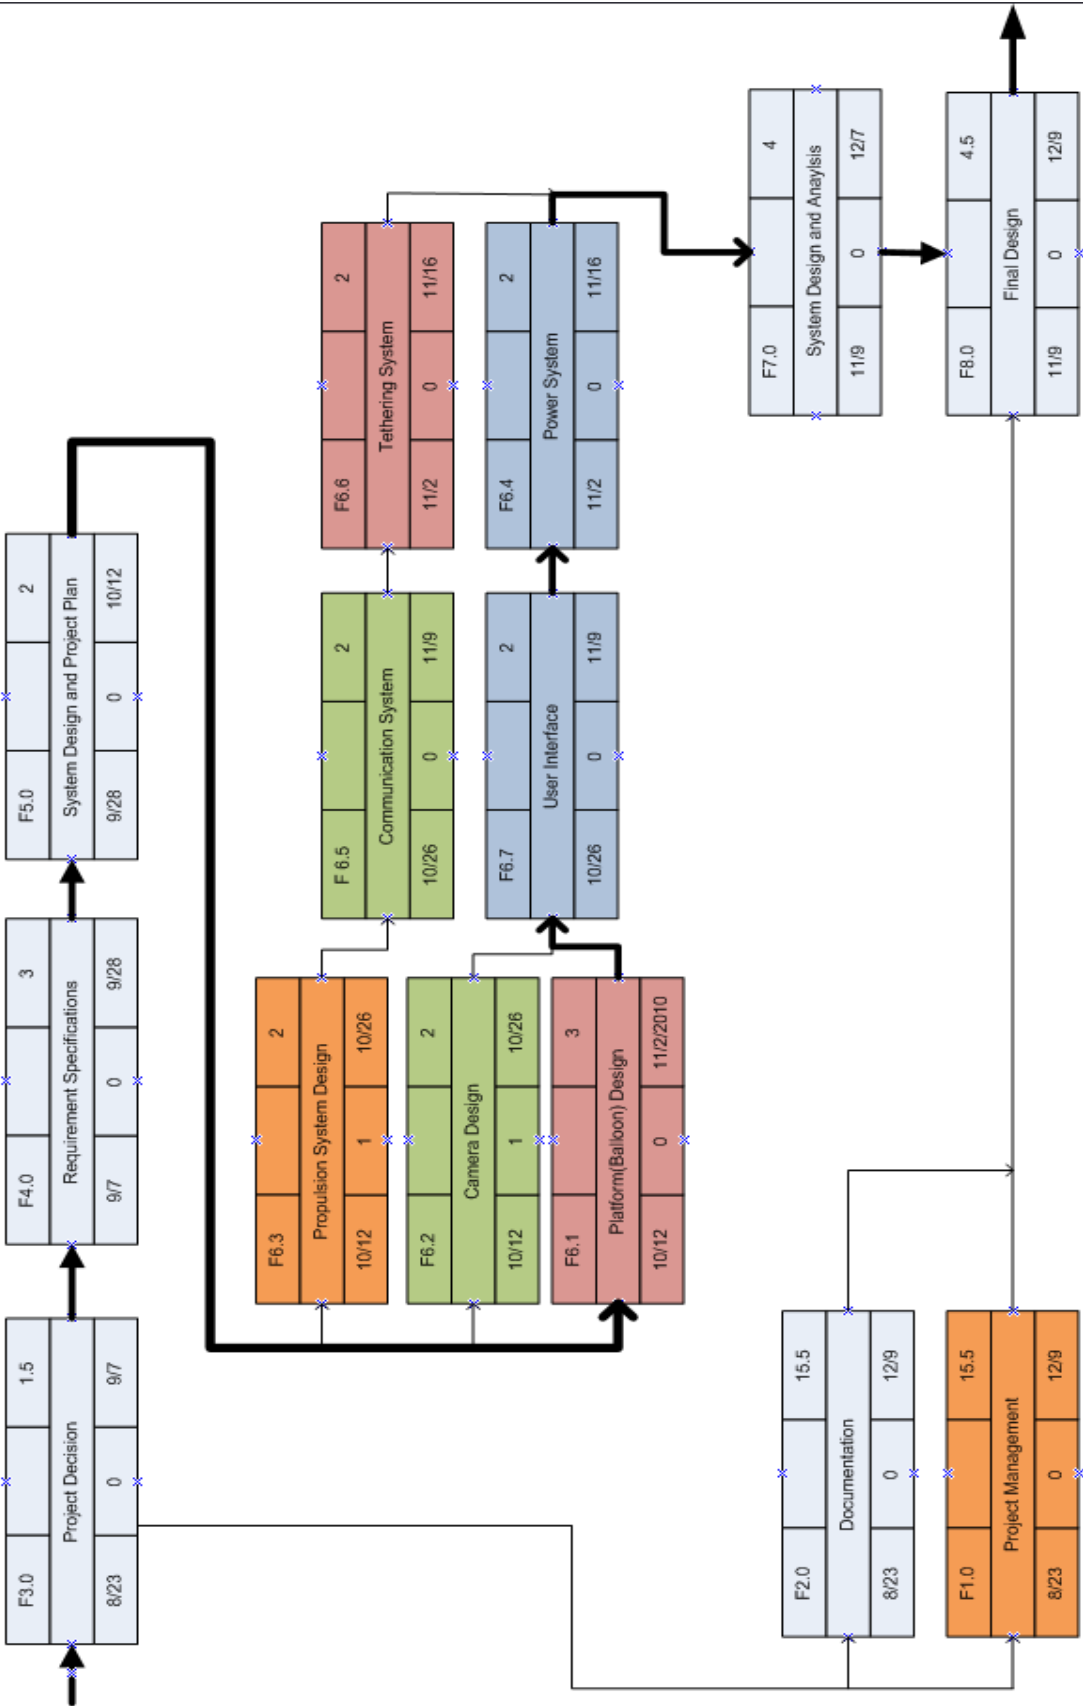 F3.0 1.5
Project Decision
8/23 0 9/7
F4.0 3
Requirement Specifications
9/7 0 9/28
F5.0 2
System Design and Project Plan
9/28 0 10/12
F6.3 2
Propulsion System Design
10/12 1 10/26
F6.2 2
Camera Design
10/12 1 10/26
F6.1 3
Platform(Balloon) Design
10/12 0 11/2/2010
F 6.5 2
Communication System
10/26 0 11/9
F6.7 2
User Interface
10/26 0 11/9
F6.6 2
Tethering System
11/2 0 11/16
F6.4 2
Power System
11/2 0 11/16
F7.0 4
System Design and Anaylsis
11/9 0 12/7
F8.0 4.5
Final Design
11/9 0 12/9
F2.0 15.5
Documentation
8/23 0 12/9
F1.0 15.5
Project Management
8/23 0 12/9